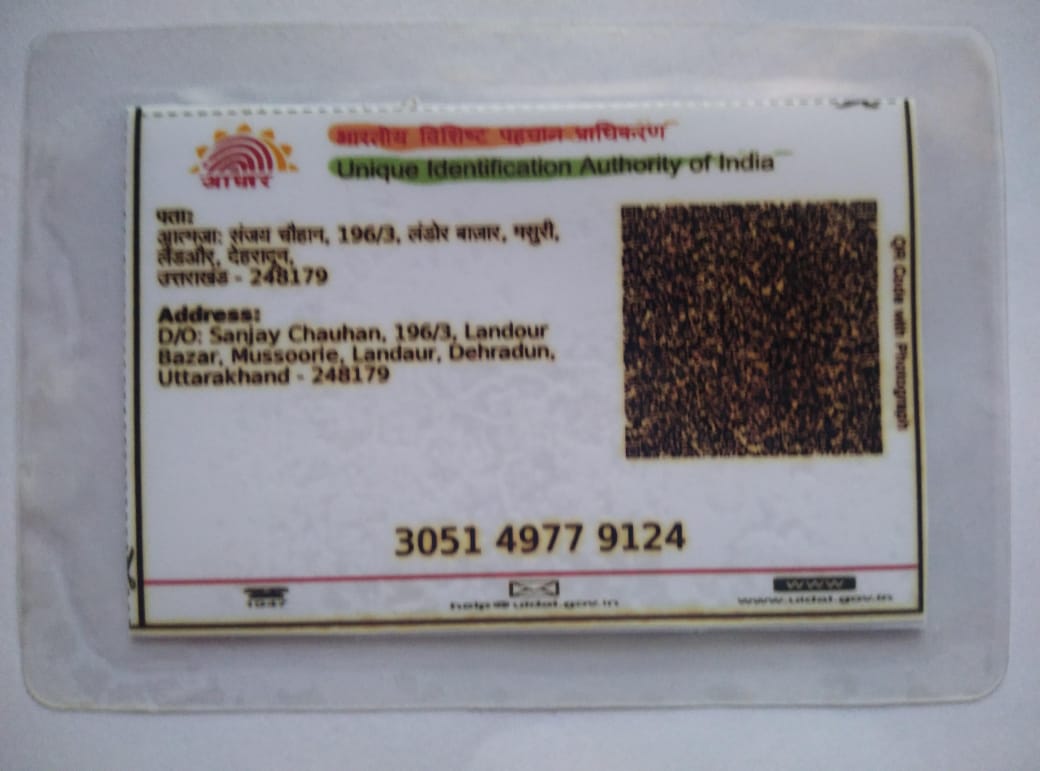 आधार
भारतीय विशिष्ट पहचान प्राधिकरण
Unique Identification Authority of India
पताः
आत्मजा: संजय चौहान, 196/3, लंडोर बाजार, मसुरी,
लैंडऔर, देहरादून,
उत्तराखंड - 248179
Address:
D/O: Sanjay Chauhan, 196/3, Landour
Bazar, Mussoorie, Landaur, Dehradun,
Uttarakhand - 248179
QR Code with Photograph
3051 4977 9124
1947
help@uidai.gov.in
WWW
www.uidai.gov.in